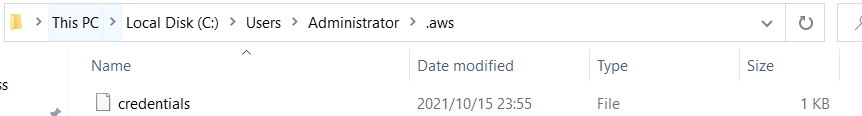 This PC > Local Disk (C:) > Users > Administrator > .aws
Name Date modified Type Size
ss
credentials 2021/10/15 23:55 File 1 KB